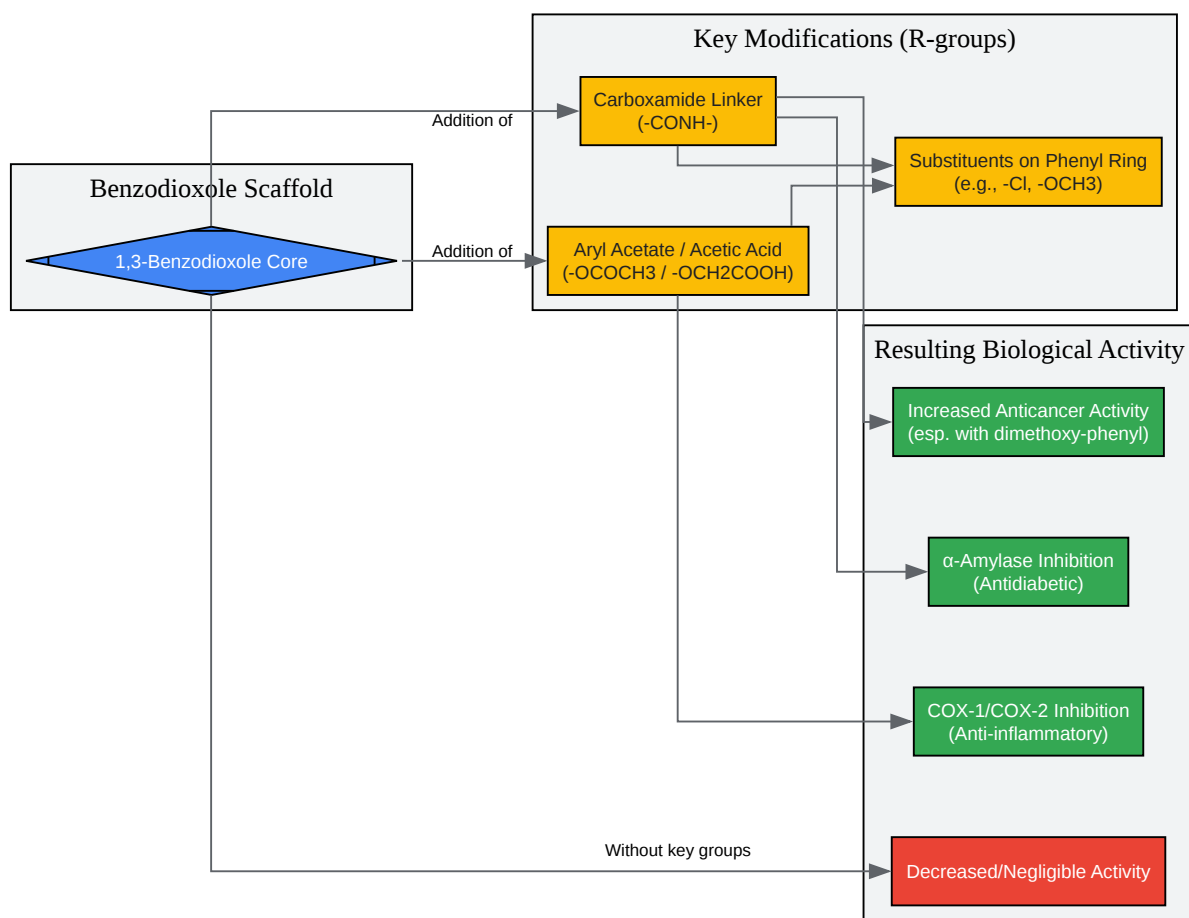 Key Modifications (R-groups)
Carboxamide Linker
(-CONH-)
Addition of
Substituents on Phenyl Ring
(e.g., -Cl, -OCH3)
Benzodioxole Scaffold
1,3-Benzodioxole Core
Addition of
Aryl Acetate / Acetic Acid
(-OCOCH3 / -OCH2COOH)
Resulting Biological Activity
Increased Anticancer Activity
(esp. with dimethoxy-phenyl)
α-Amylase Inhibition
(Antidiabetic)
COX-1/COX-2 Inhibition
(Anti-inflammatory)
Without key groups
Decreased/Negligible Activity